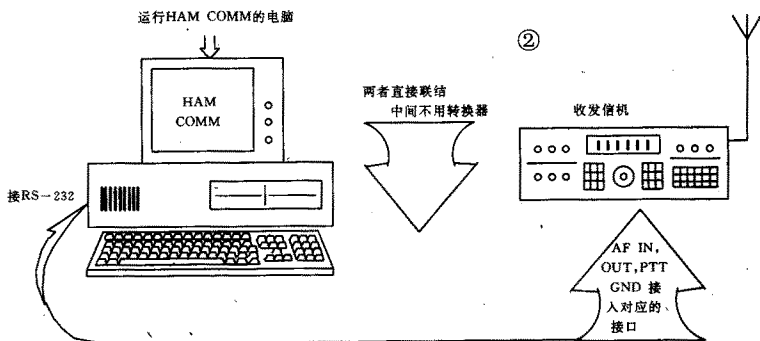 运行HAM COMM的电脑
②
HAM
COMM
两者直接联结
中间不用转换器
收发信机
接RS-232
AF IN,
OUT,PTT
GND 接
入对应的、
接口